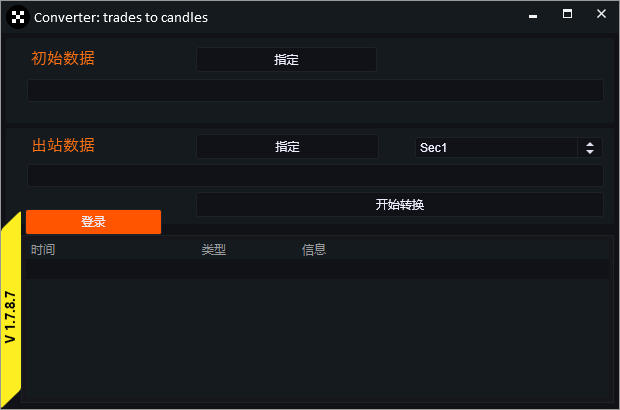 Converter: trades to candles
初始数据
指定
出站数据
指定
Sec1
开始转换
登录
时间 类型 信息
V 1.7.8.7